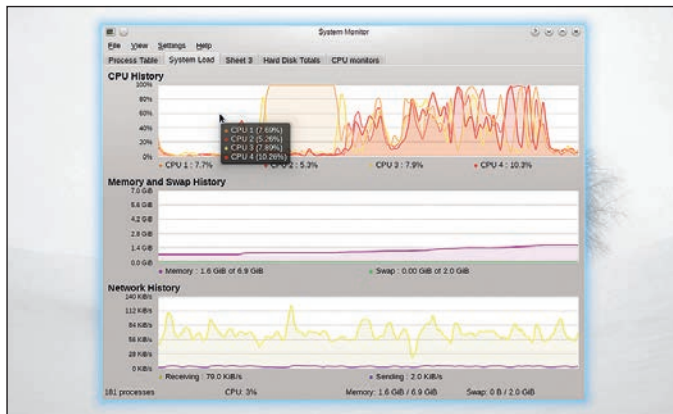 System Monitor
File View Settings Help
Process Table System Load Sheet 3 Hard Disk Totals CPU monitors
CPU History
100%
80%
60%
40%
20%
0%
CPU 1 (7.69%)
CPU 2 (5.26%)
CPU 3 (7.89%)
CPU 4 (10.26%)
CPU 1 : 7.7% CPU 2 : 5.3% CPU 3 : 7.9% CPU 4 : 10.3%
Memory and Swap History
7.0 GiB
5.6 GiB
4.2 GiB
2.8 GiB
1.4 GiB
0.0 GiB
Memory : 1.6 GiB of 6.9 GiB Swap : 0.00 GiB of 2.0 GiB
Network History
140 KiB/s
112 KiB/s
84 KiB/s
56 KiB/s
28 KiB/s
0 KiB/s
Receiving : 79.0 KiB/s Sending : 2.0 KiB/s
181 processes CPU: 3% Memory: 1.6 GiB / 6.9 GiB Swap: 0 B / 2.0 GiB